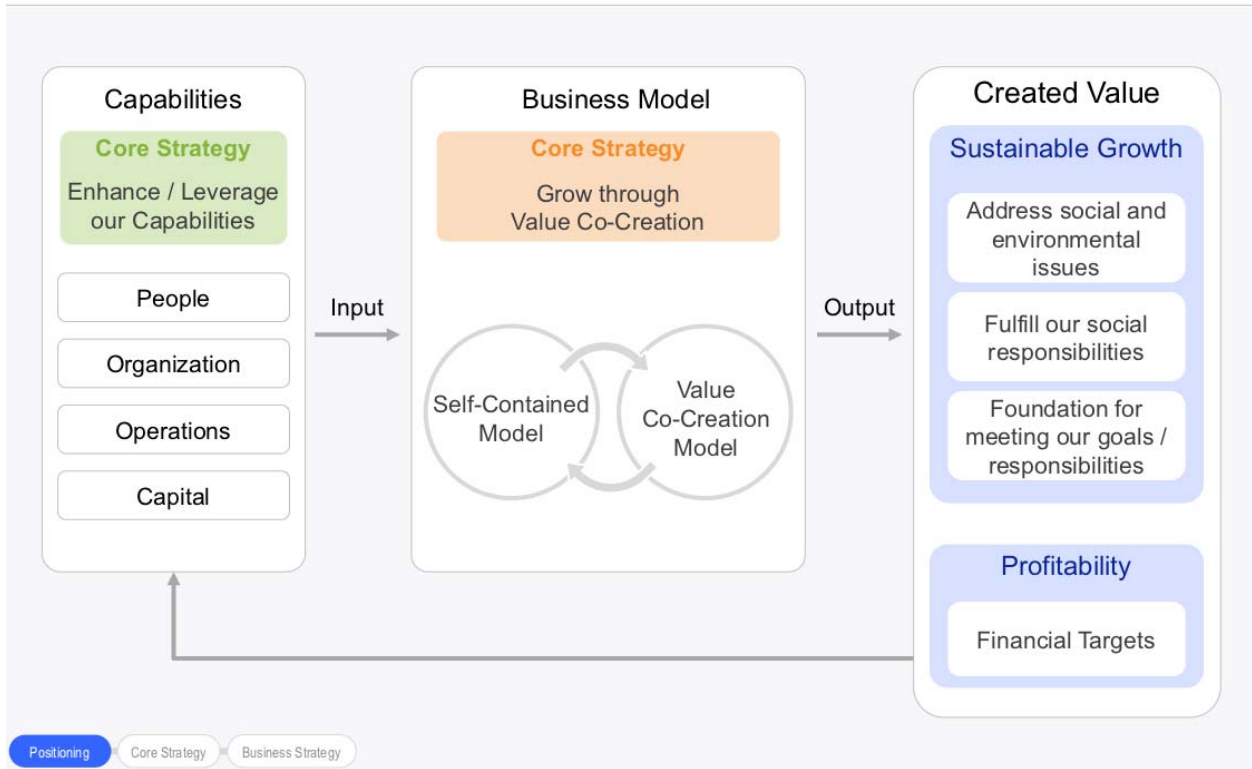 Capabilities
Core Strategy
Enhance / Leverage
our Capabilities
People
Organization
Operations
Capital
Input
Business Model
Core Strategy
Grow through
Value Co-Creation
Self-Contained
Model
Value
Co-Creation
Model
Output
Created Value
Sustainable Growth
Address social and
environmental
issues
Fulfill our social
responsibilities
Foundation for
meeting our goals /
responsibilities
Profitability
Financial Targets
Positioning
Core Strategy
Business Strategy